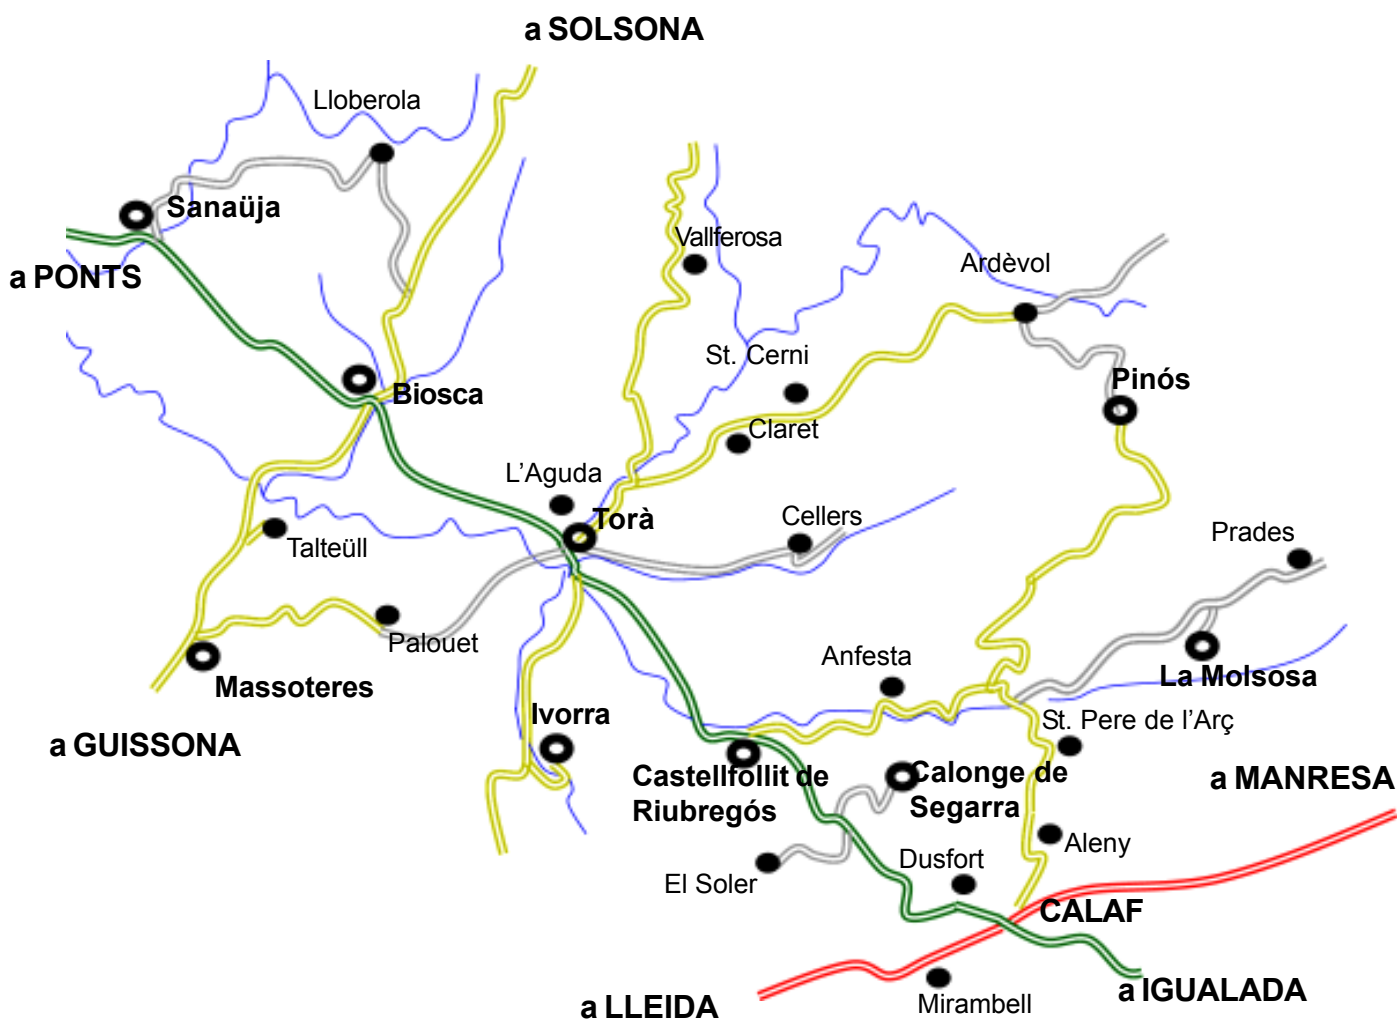 a SOLSONA
Lloberola
Sanaüja
Vallferosa
Ardèvol
a PONTS
St. Cerni
Pinós
Biosca
Claret
L'Aguda
Torà
Cellers
Prades
Talteüll
Palouet
Anfesta
Massoteres
La Molsosa
Ivorra
St. Pere de l'Arç
a GUISSONA
Castellfollit de
Riubregós
Calonge de
Segarra
a MANRESA
Aleny
Dusfort
El Soler
CALAF
a IGUALADA
a LLEIDA
Mirambell